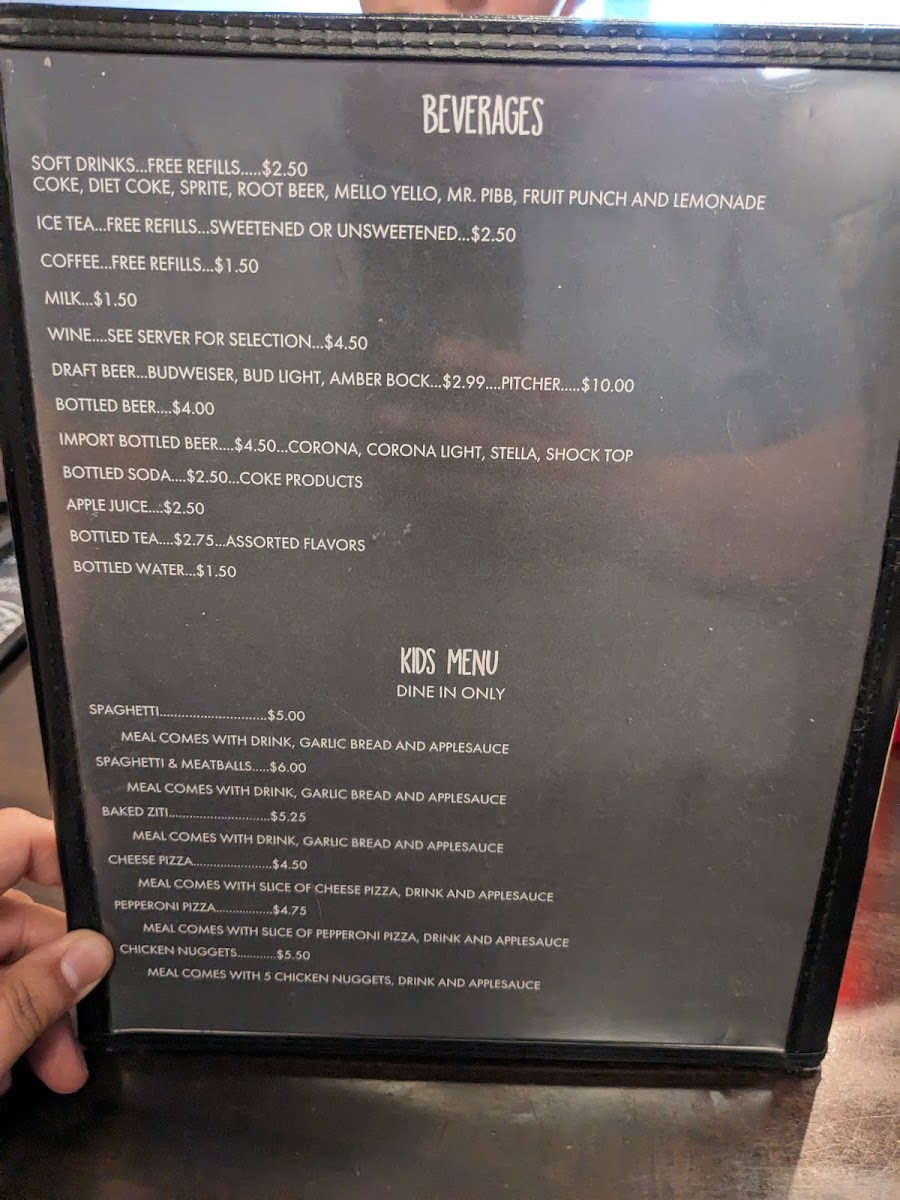 BEVERAGES
SOFT DRINKS...FREE REFILLS.....$2.50
COKE, DIET COKE, SPRITE, ROOT BEER, MELLO YELLO, MR. PIBB, FRUIT PUNCH AND LEMONADE
ICE TEA...FREE REFILLS...SWEETENED OR UNSWEETENED...$2.50
COFFEE...FREE REFILLS...$1.50
MILK...$1.50
WINE....SEE SERVER FOR SELECTION...$4.50
DRAFT BEER...BUDWEISER, BUD LIGHT, AMBER BOCK...$2.99....PITCHER.....$10.00
BOTTLED BEER....$4.00
IMPORT BOTTLED BEER....$4.50...CORONA, CORONA LIGHT, STELLA, SHOCK TOP
BOTTLED SODA....$2.50...COKE PRODUCTS
APPLE JUICE....$2.50
BOTTLED TEA....$2.75...ASSORTED FLAVORS
BOTTLED WATER...$1.50
KIDS MENU
DINE IN ONLY
SPAGHETTI.............................$5.00
MEAL COMES WITH DRINK, GARLIC BREAD AND APPLESAUCE
SPAGHETTI & MEATBALLS.....$6.00
MEAL COMES WITH DRINK, GARLIC BREAD AND APPLESAUCE
BAKED ZITI...........................$5.25
MEAL COMES WITH DRINK, GARLIC BREAD AND APPLESAUCE
CHEESE PIZZA......................$4.50
MEAL COMES WITH SLICE OF CHEESE PIZZA, DRINK AND APPLESAUCE
PEPPERONI PIZZA................$4.75
MEAL COMES WITH SLICE OF PEPPERONI PIZZA, DRINK AND APPLESAUCE
CHICKEN NUGGETS...........$5.50
MEAL COMES WITH 5 CHICKEN NUGGETS, DRINK AND APPLESAUCE